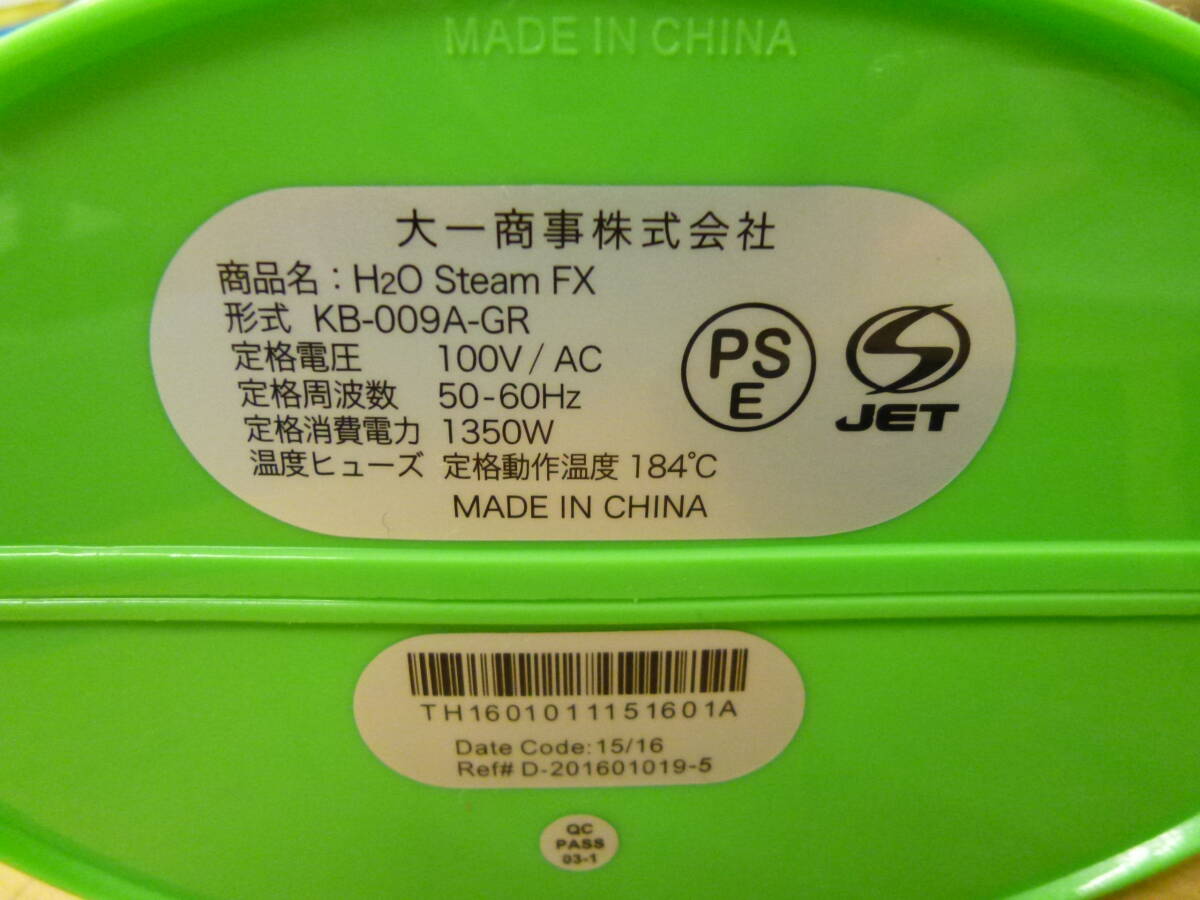 MADE IN CHINA
大一商事株式会社
商品名：H2O Steam FX
形式 KB-009A-GR
定格電圧 100V / AC
定格周波数 50-60Hz
定格消費電力 1350W
温度ヒューズ 定格動作温度 184℃
MADE IN CHINA
PS
E
JET
TH1601011151601A
Date Code: 15/16
Ref# D-201601019-5
QC
PASS
03-1